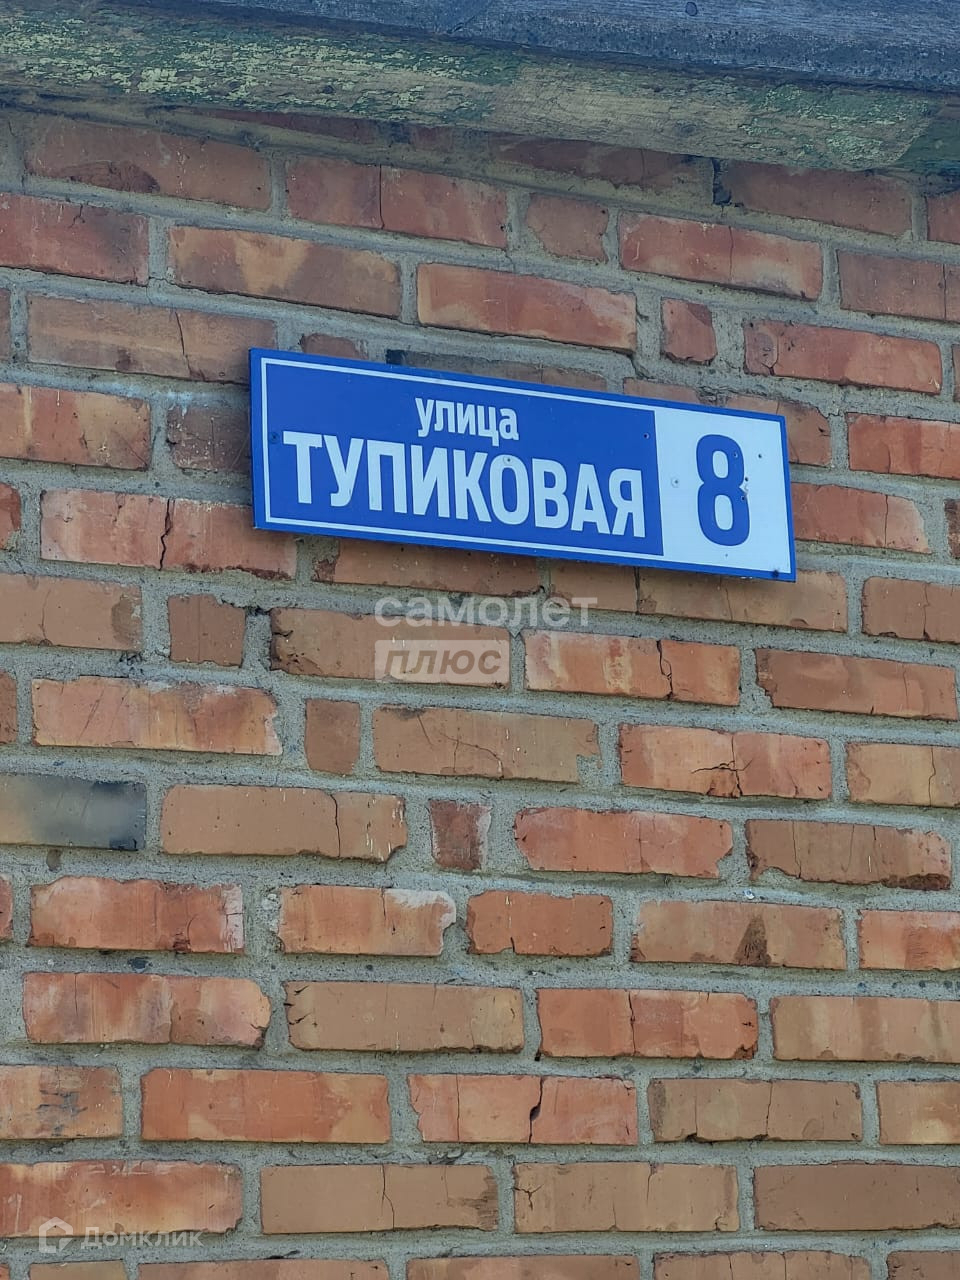 улица
ТУПИКОВАЯ
8
самолет
плюс
Домклик